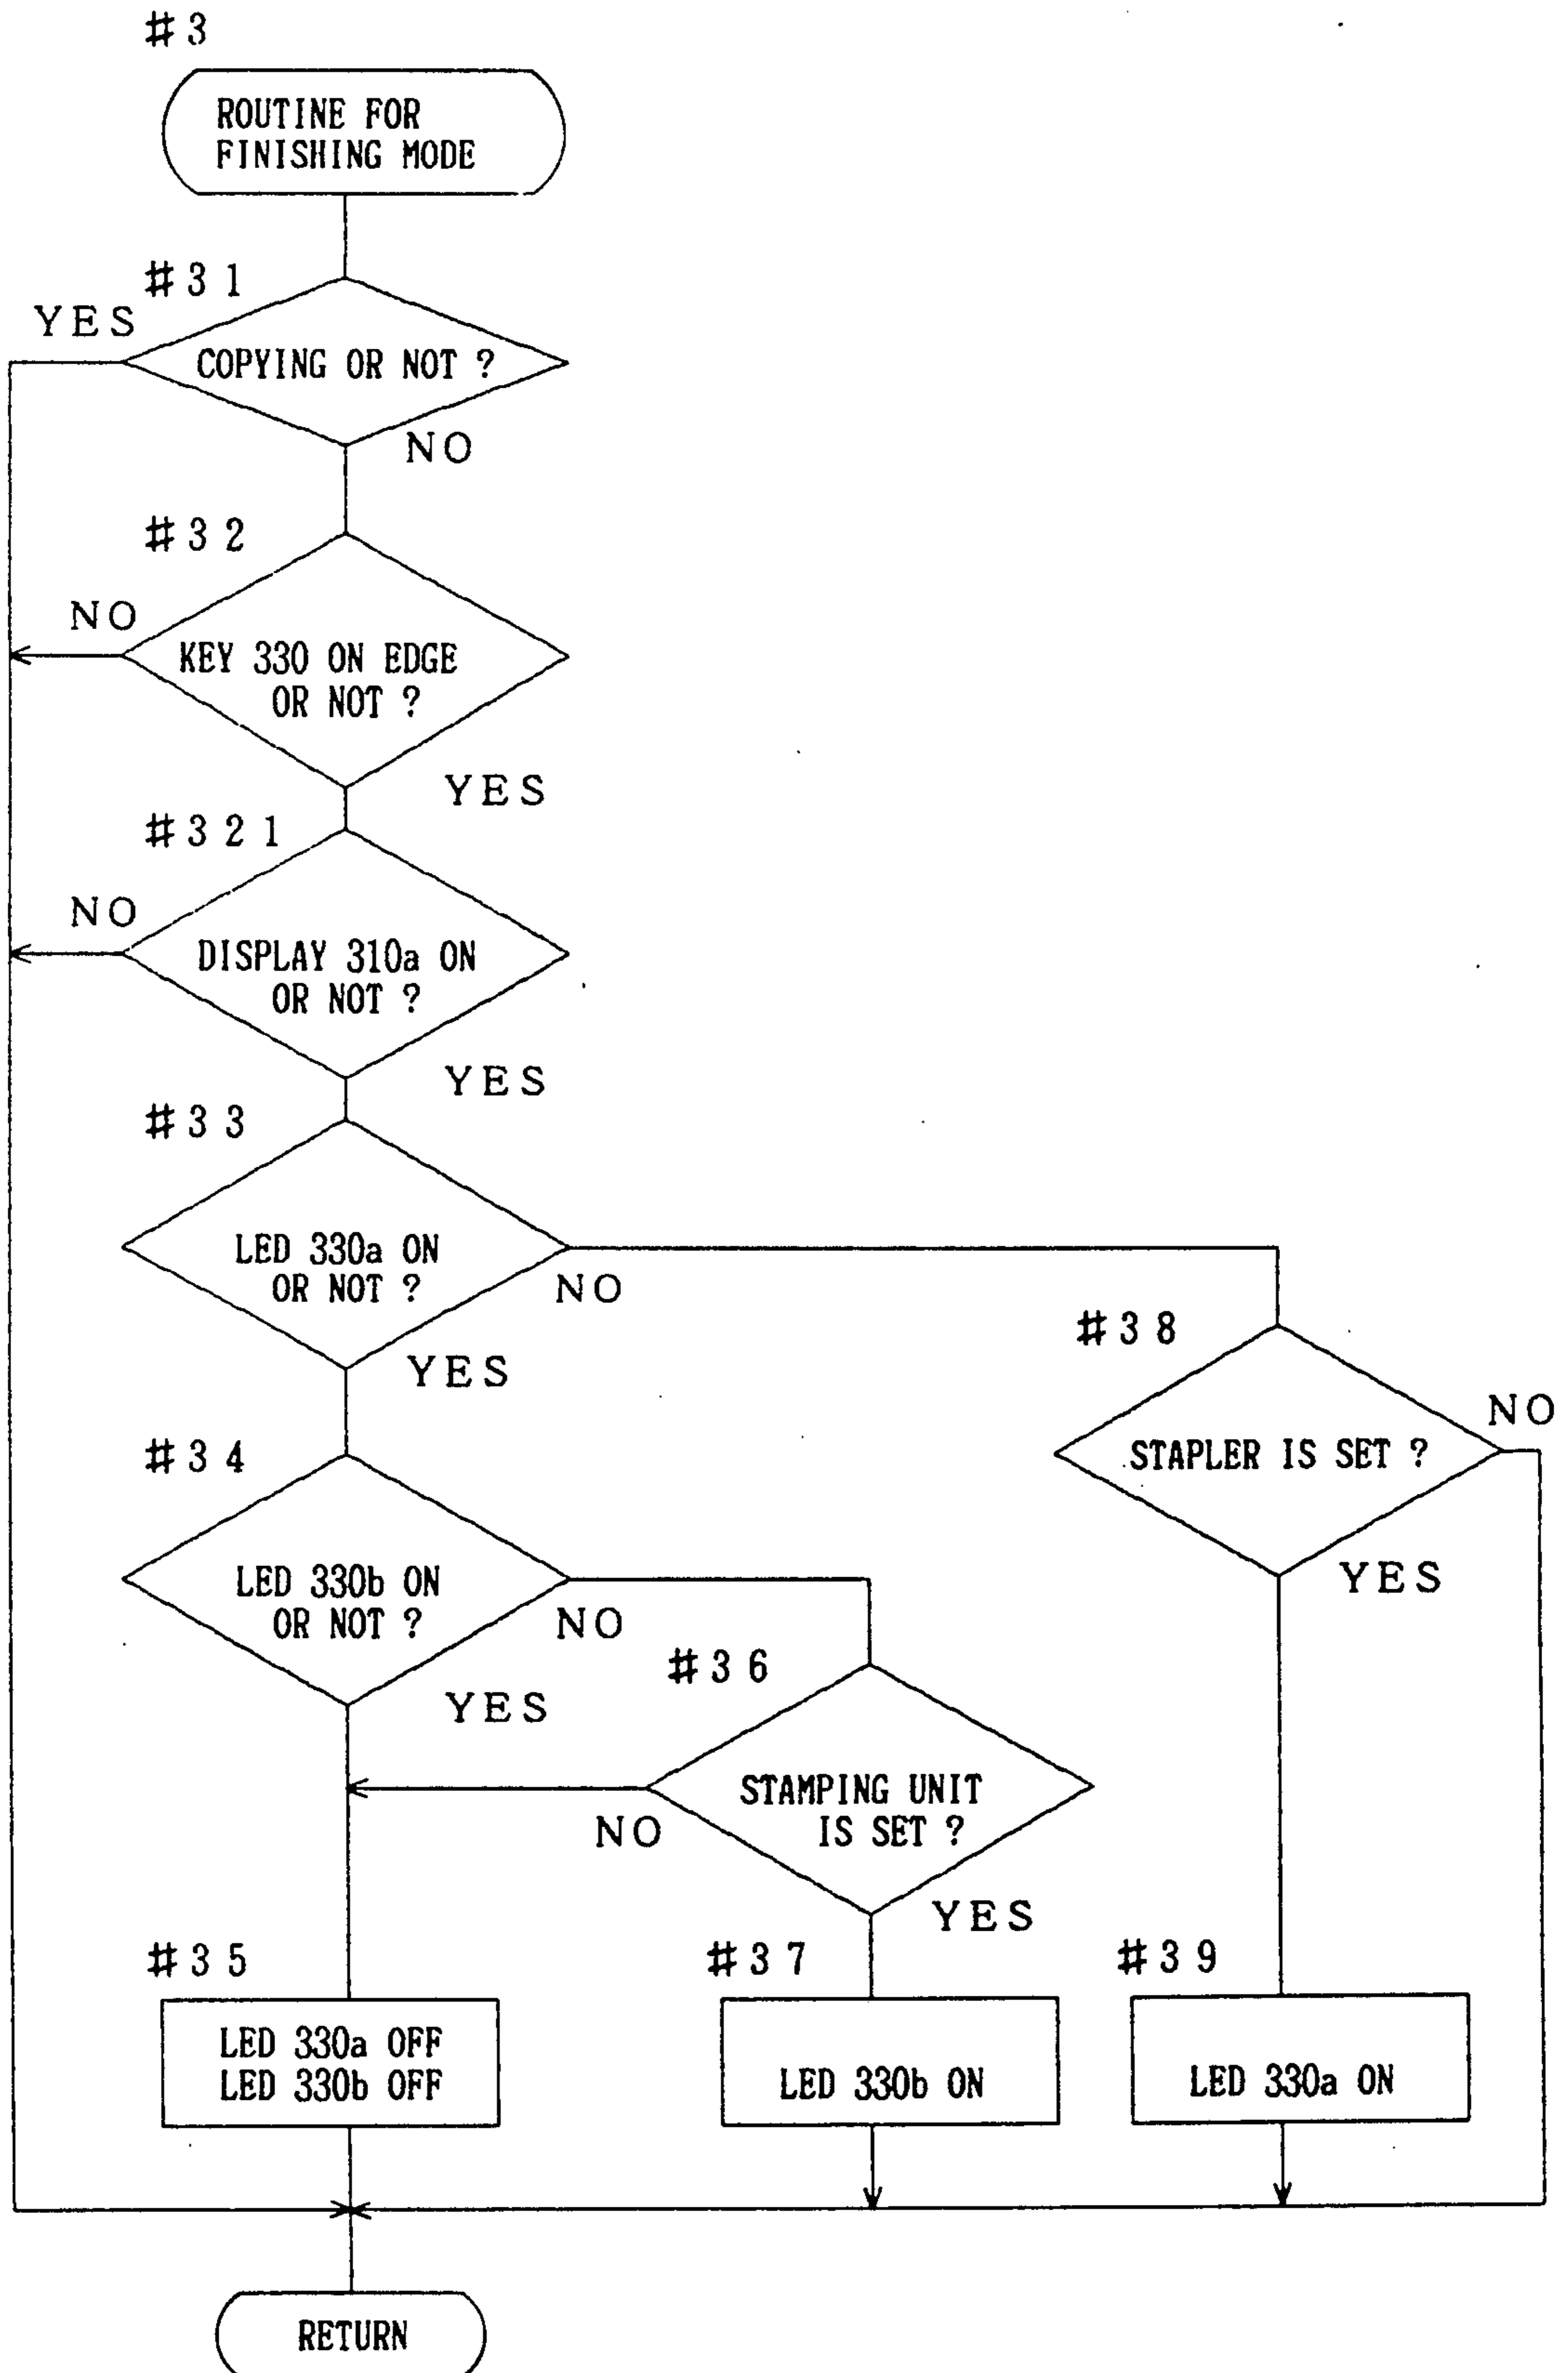 #3
ROUTINE FOR
FINISHING MODE
#31
YES
COPYING OR NOT ?
NO
#32
NO
KEY 330 ON EDGE
OR NOT ?
YES
#321
NO
DISPLAY 310a ON
OR NOT ?
YES
#33
LED 330a ON
OR NOT ?
NO
YES
#38
NO
STAPLER IS SET ?
YES
#34
LED 330b ON
OR NOT ?
NO
YES
#36
STAMPING UNIT
IS SET ?
NO
YES
#35
LED 330a OFF
LED 330b OFF
#37
LED 330b ON
#39
LED 330a ON
RETURN